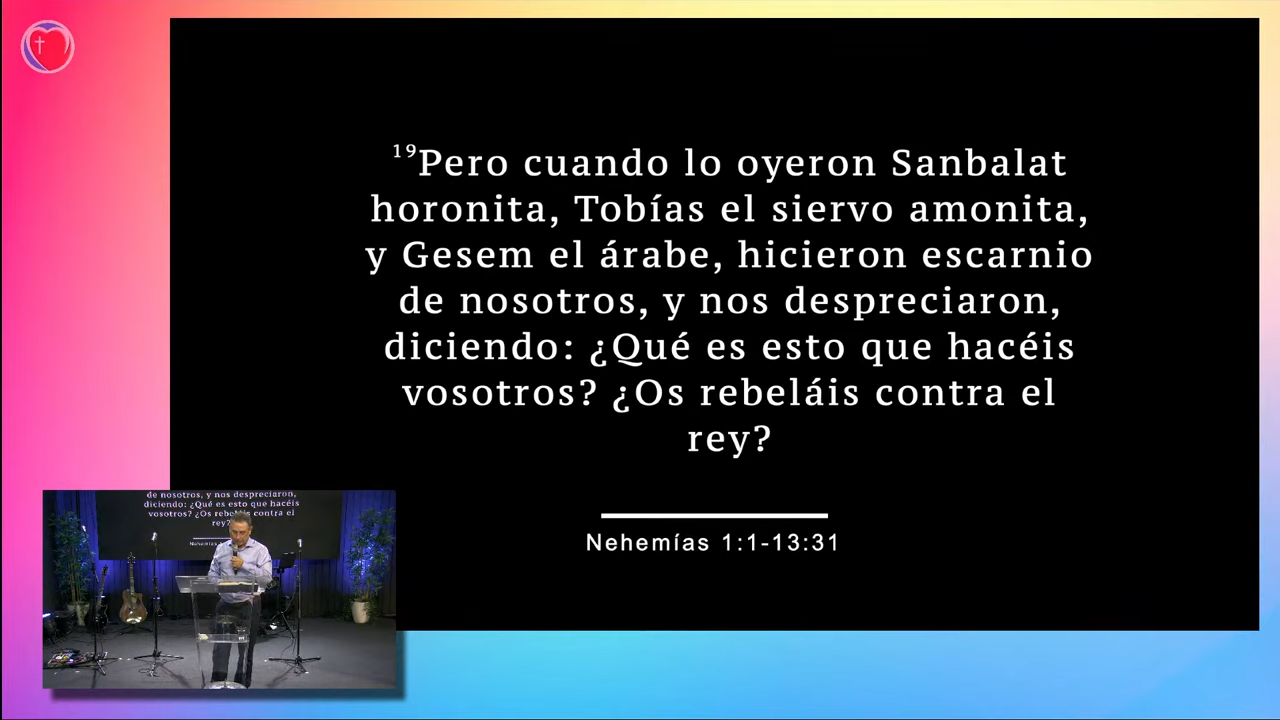 ¹⁹Pero cuando lo oyeron Sanbalat
horonita, Tobías el siervo amonita,
y Gesem el árabe, hicieron escarnio
de nosotros, y nos despreciaron,
diciendo: ¿Qué es esto que hacéis
vosotros? ¿Os rebeláis contra el
rey?
Nehemías 1:1-13:31
de nosotros, y nos despreciaron,
diciendo: ¿Qué es esto que hacéis
vosotros? ¿Os rebeláis contra el
rey?